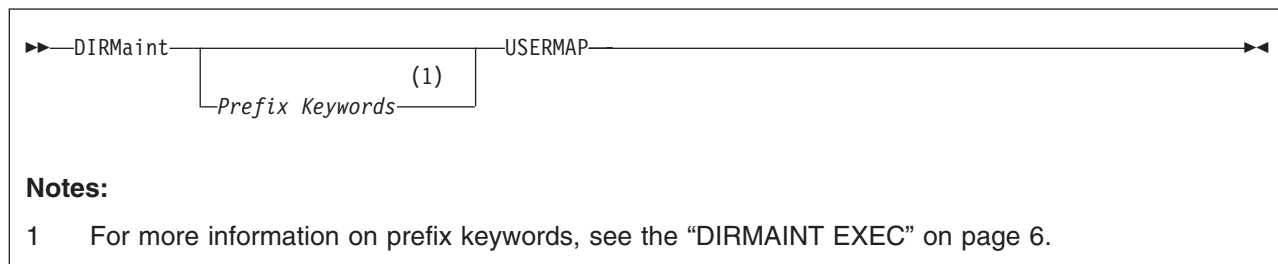 DIRMaint USERMAP
(1)
Prefix Keywords
Notes:
1 For more information on prefix keywords, see the “DIRMAINT EXEC” on page 6.